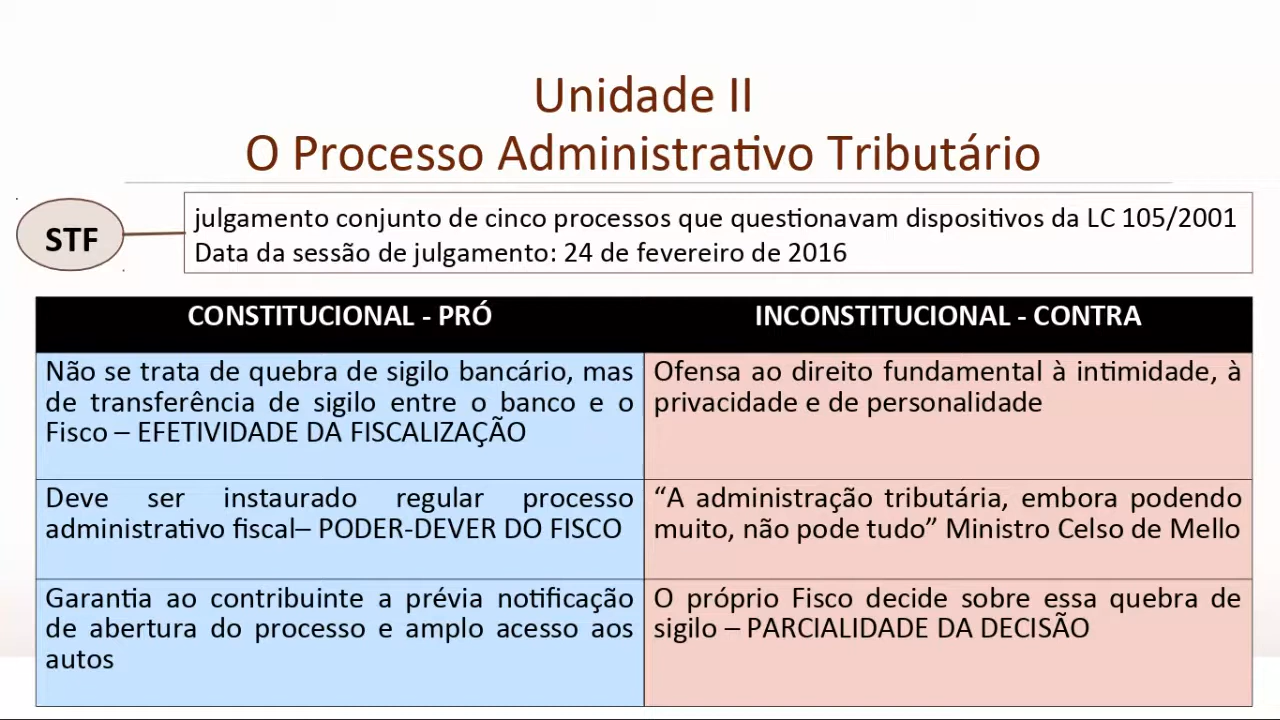 Unidade II
O Processo Administrativo Tributário
STF
julgamento conjunto de cinco processos que questionavam dispositivos da LC 105/2001
Data da sessão de julgamento: 24 de fevereiro de 2016
CONSTITUCIONAL - PRÓ
INCONSTITUCIONAL - CONTRA
Não se trata de quebra de sigilo bancário, mas
de transferência de sigilo entre o banco e o
Fisco – EFETIVIDADE DA FISCALIZAÇÃO
Ofensa ao direito fundamental à intimidade, à
privacidade e de personalidade
Deve ser instaurado regular processo
administrativo fiscal– PODER-DEVER DO FISCO
“A administração tributária, embora podendo
muito, não pode tudo” Ministro Celso de Mello
Garantia ao contribuinte a prévia notificação
de abertura do processo e amplo acesso aos
autos
O próprio Fisco decide sobre essa quebra de
sigilo – PARCIALIDADE DA DECISÃO